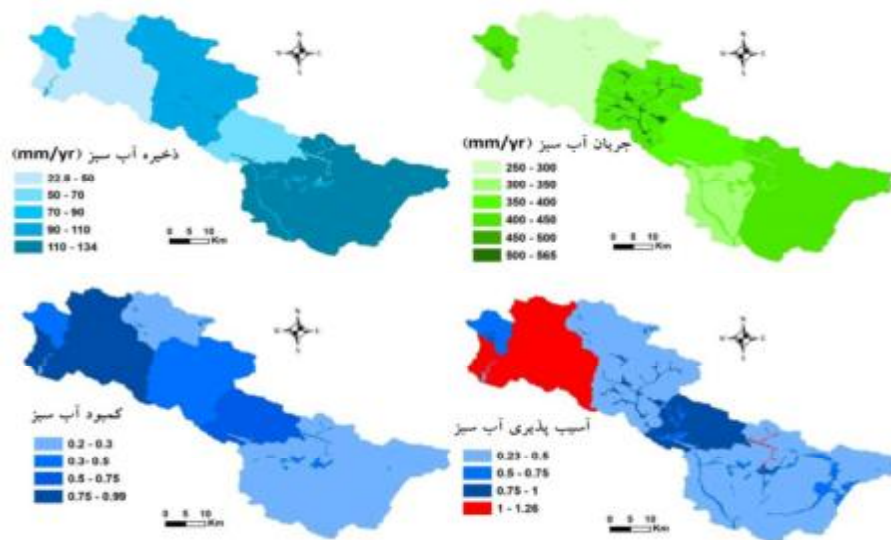 ذخیره آب سبز (mm/yr)
22.8 - 50
50 - 70
70 - 90
90 - 110
110 - 134
0 5 10
Km
N
S
جریان آب سبز (mm/yr)
250 - 300
300 - 350
350 - 400
400 - 450
450 - 500
500 - 565
0 5 10
Km
N
S
کمبود آب سبز
0.2 - 0.3
0.3- 0.5
0.5 - 0.75
0.75 - 0.99
0 5 10
Km
N
S
آسیب پذیری آب سبز
0.23 - 0.5
0.5 - 0.75
0.75 - 1
1 - 1.26
0 5 10
Km
N
S